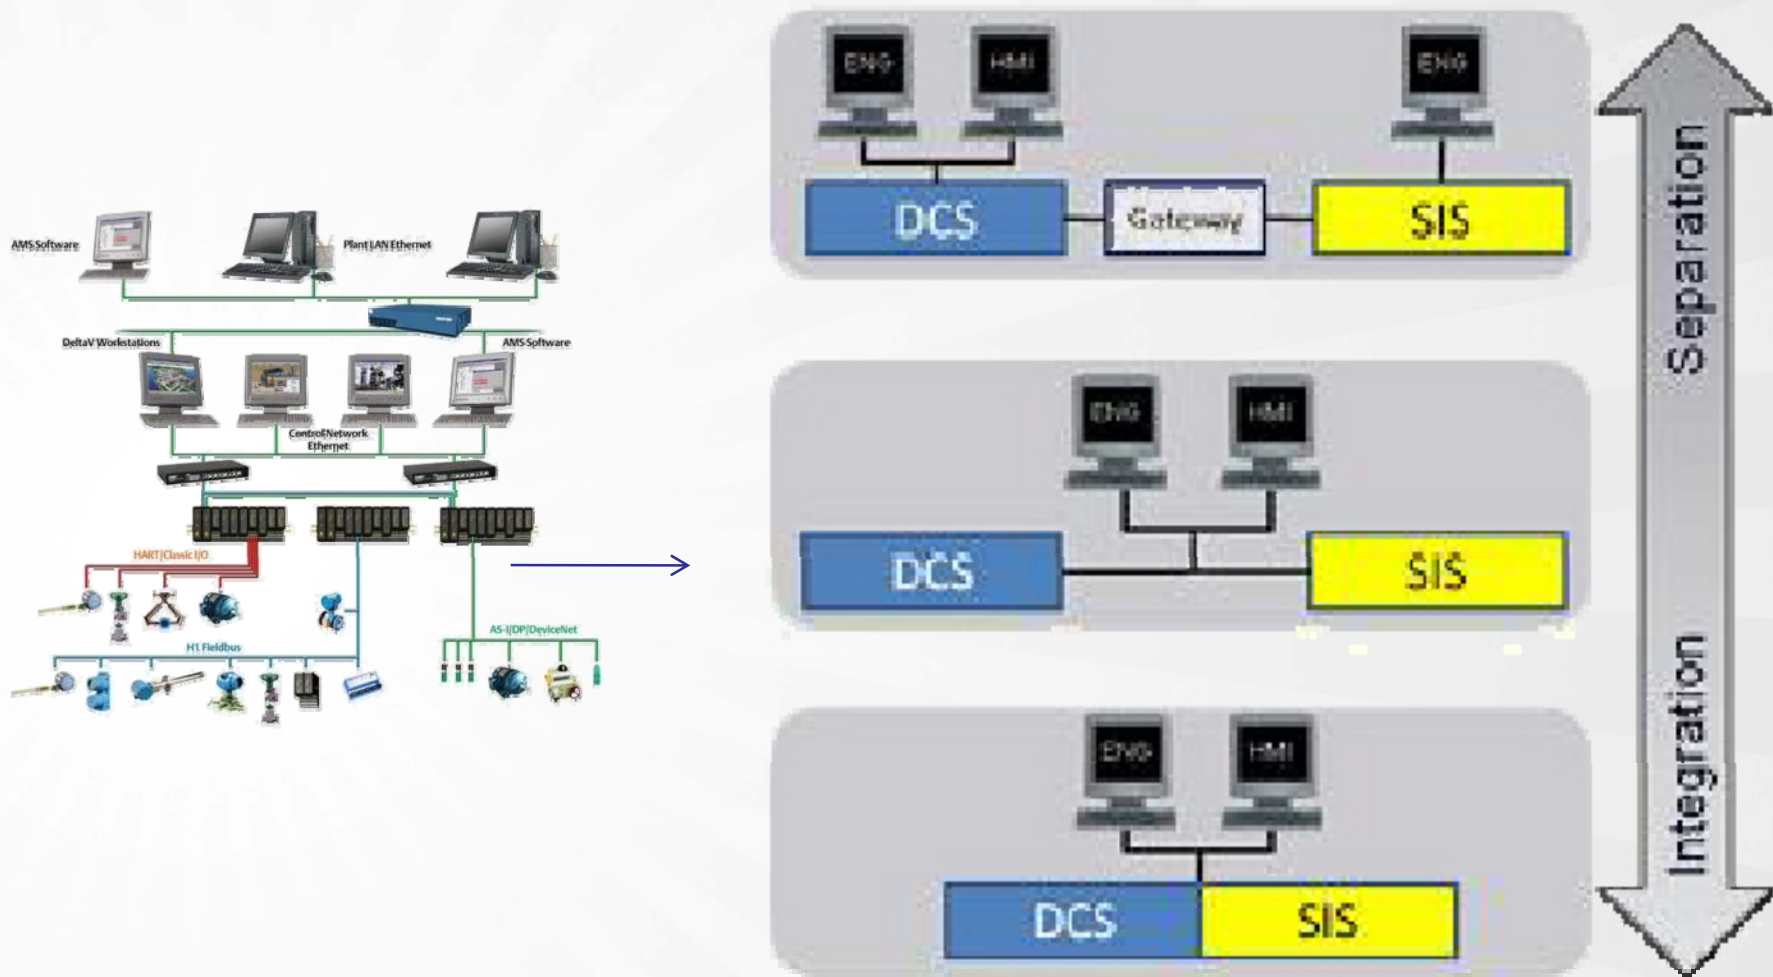 AMS Software
Plant LAN Ethernet
DeltaV Workstations
AMS Software
Control Network
Ethernet
HART/Classic I/O
AS-I/DP/DeviceNet
H1 Fieldbus
ENG
HMI
ENG
DCS
Gateway
SIS
ENG
HMI
DCS
SIS
ENG
HMI
DCS
SIS
Separation
Integration